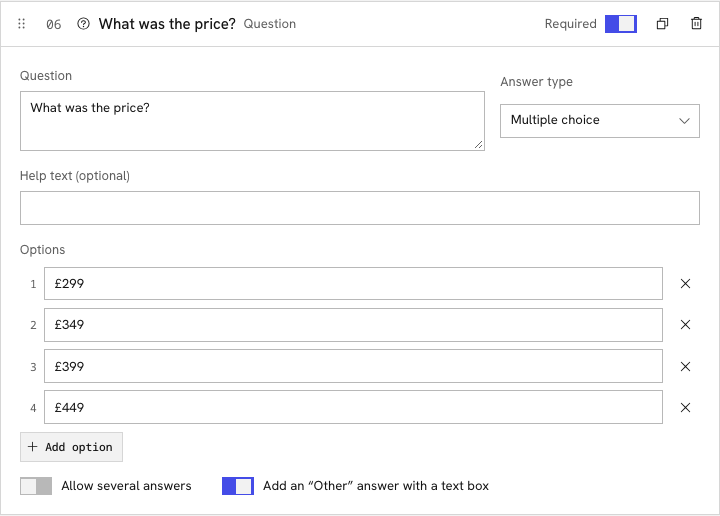 06 What was the price? Question Required
Question
Answer type
What was the price?
Multiple choice
Help text (optional)
Options
1 £299
2 £349
3 £399
4 £449
+ Add option
Allow several answers Add an “Other” answer with a text box